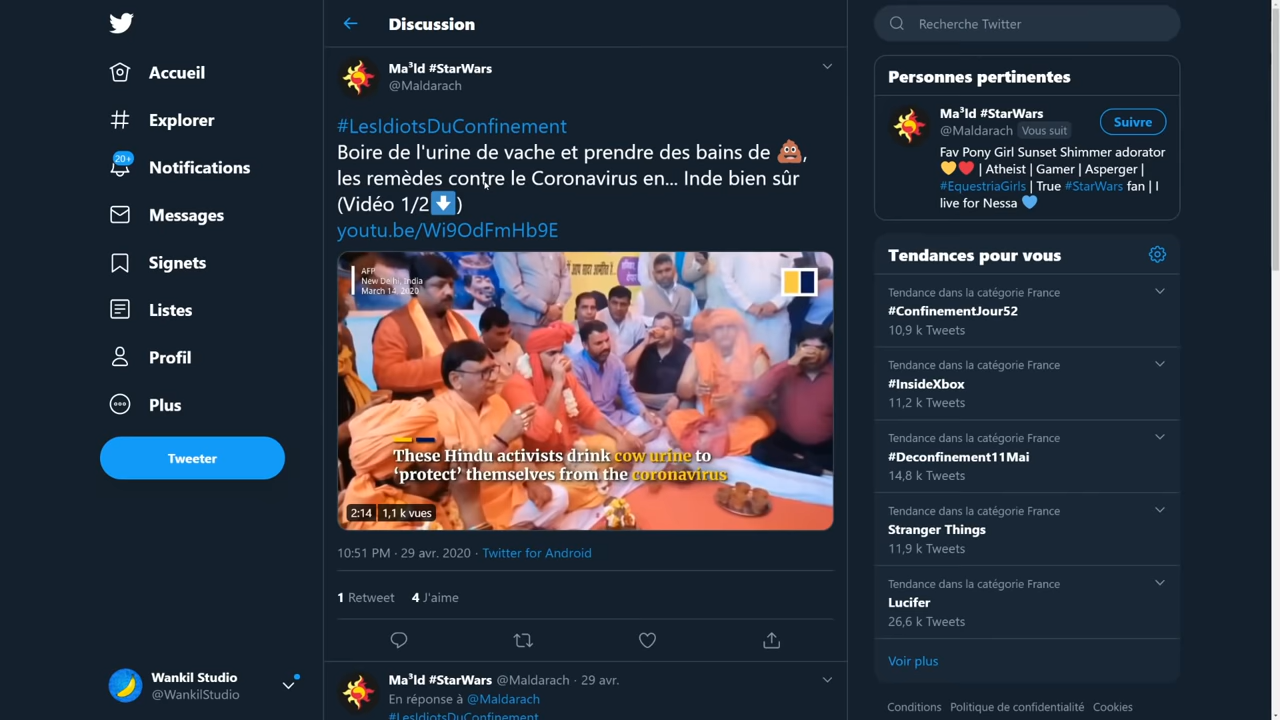 Accueil
Explorer
20+
Notifications
Messages
Signets
Listes
Profil
Plus
Tweeter
Wankil Studio
@WankilStudio
Discussion
Ma³ld #StarWars
@Maldarach
#LesIdiotsDuConfinement
Boire de l'urine de vache et prendre des bains de 💩,
les remèdes contre le Coronavirus en... Inde bien sûr
(Vidéo 1/2⬇️)
youtu.be/Wi9OdFmHb9E
AFP
New Delhi, India
March 14, 2020
These Hindu activists drink cow urine to
‘protect’ themselves from the coronavirus
2:14 | 1,1 k vues
10:51 PM · 29 avr. 2020 · Twitter for Android
1 Retweet 4 J'aime
Ma³ld #StarWars @Maldarach · 29 avr.
En réponse à @Maldarach
#LesIdiotsDuConfinement
Recherche Twitter
Personnes pertinentes
Ma³ld #StarWars
@Maldarach Vous suit
Suivre
Fav Pony Girl Sunset Shimmer adorator
💛❤️ | Atheist | Gamer | Asperger |
#EquestriaGirls | True #StarWars fan | I
live for Nessa 💙
Tendances pour vous
Tendance dans la catégorie France
#ConfinementJour52
10,9 k Tweets
Tendance dans la catégorie France
#InsideXbox
11,2 k Tweets
Tendance dans la catégorie France
#Deconfinement11Mai
14,8 k Tweets
Tendance dans la catégorie France
Stranger Things
11,9 k Tweets
Tendance dans la catégorie France
Lucifer
26,6 k Tweets
Voir plus
Conditions Politique de confidentialité Cookies